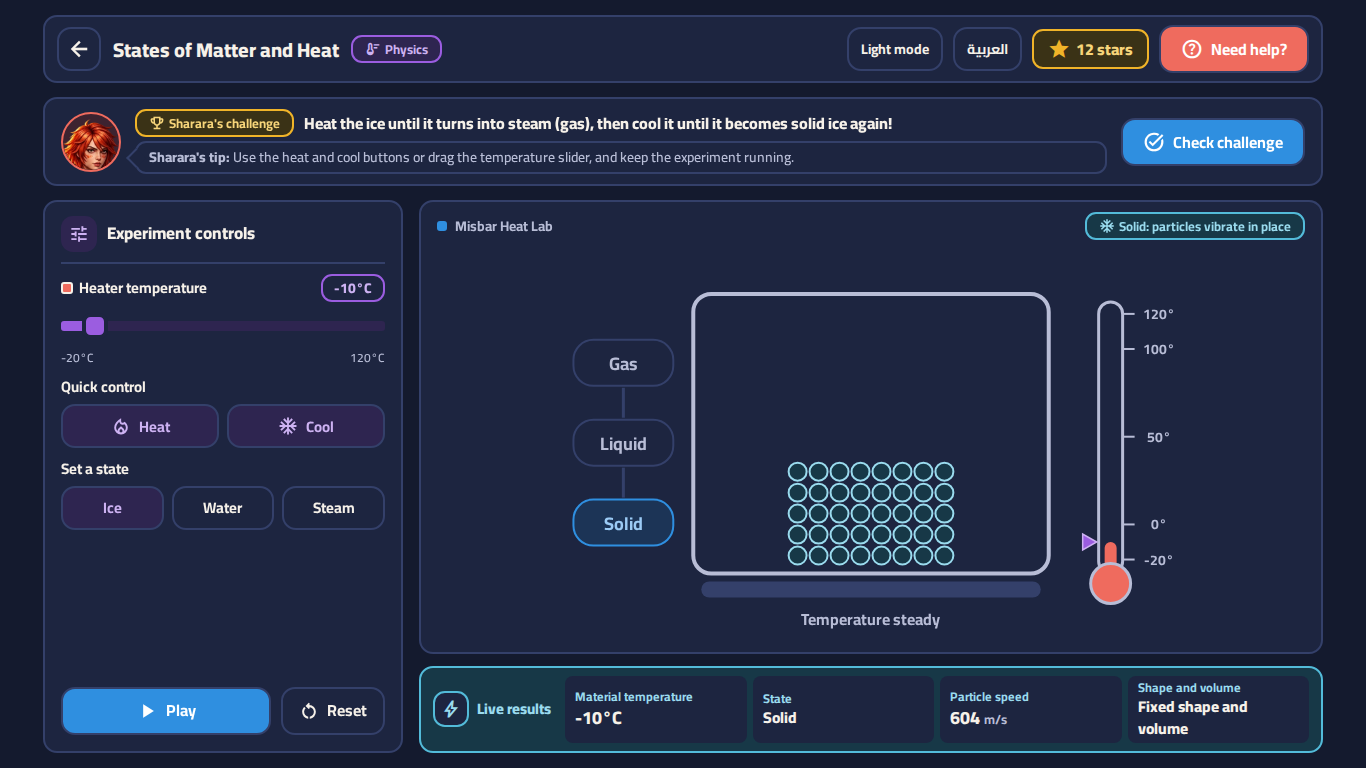 States of Matter and Heat
Physics
Light mode
العربية
12 stars
Need help?
Sharara's challenge
Heat the ice until it turns into steam (gas), then cool it until it becomes solid ice again!
Sharara's tip: Use the heat and cool buttons or drag the temperature slider, and keep the experiment running.
Check challenge
Experiment controls
Heater temperature
-10°C
-20°C
120°C
Quick control
Heat
Cool
Set a state
Ice
Water
Steam
Play
Reset
Misbar Heat Lab
Solid: particles vibrate in place
Gas
Liquid
Solid
120°
100°
50°
0°
-20°
Temperature steady
Live results
Material temperature
-10°C
State
Solid
Particle speed
604 m/s
Shape and volume
Fixed shape and
volume